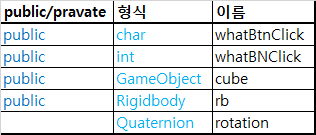 public/pravate 형식 이름
public char whatBtnClick
public int whatBNClick
public GameObject cube
public Rigidbody rb
Quaternion rotation